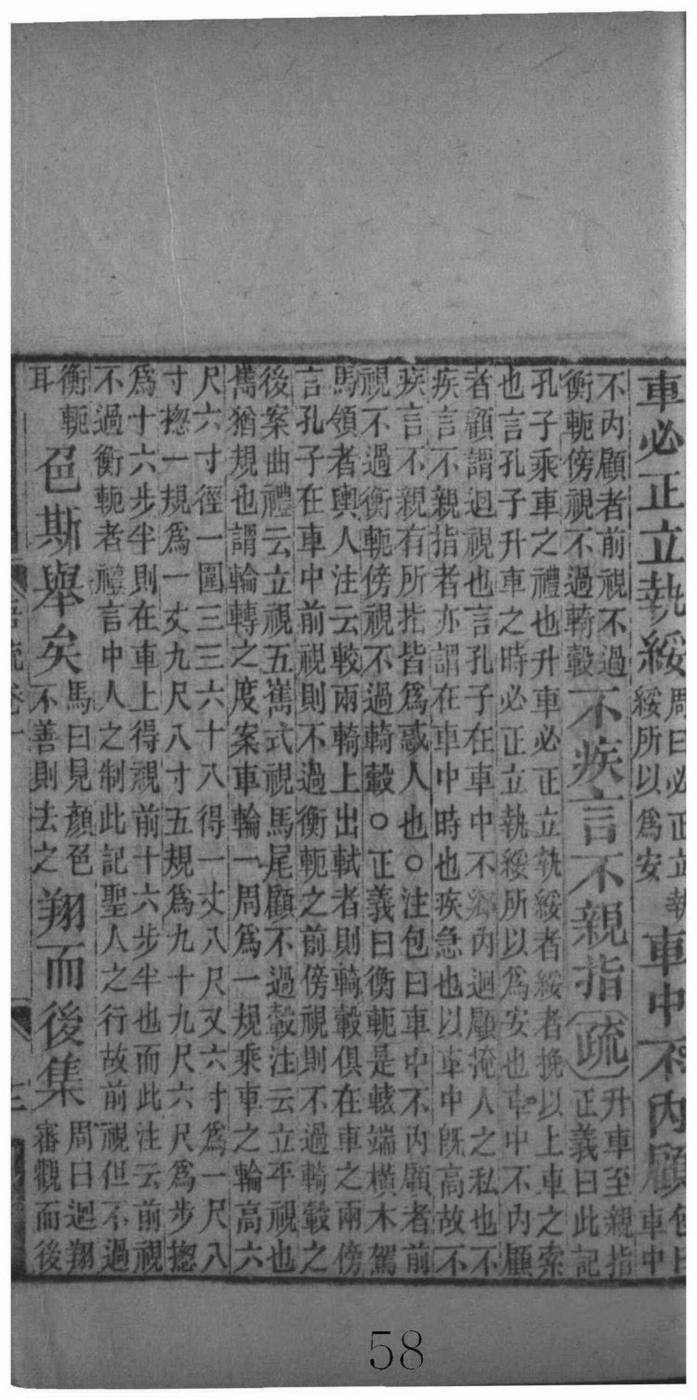 車必正立執綏周曰必正立執綏所以爲安車中不內顧包曰車中
不內顧者前視不過衡軛傍視不過輢轂不疾言不親指疏升車至親指正義曰此記
孔子乘車之禮也升車必正立執綏者綏者挽以上車之索
也言孔子升車之時必正立執綏所以爲安也車中不內顧
者顧謂迴視也言孔子在車中不鄉內迴顧掩人之私也不
疾言不親指者亦謂在車中時也疾急也以車中旣高故不
疾言不親有所指皆爲惑人也○注包曰車中不內顧者前
視不過衡軛傍視不過輢轂○正義曰衡軛是轅端橫木駕
馬領者輿人注云較兩輢上出軾者則輢轂俱在車之兩傍
言孔子在車中前視則不過衡軛之前傍視則不過輢轂之
後案曲禮云立視五嶲式視馬尾顧不過轂注云立平視也
嶲猶規也謂輪轉之度案車輪一周爲一規乘車之輪高六
尺六寸徑一圍三三六十八得一丈八尺又六寸爲一尺八
寸揔一規爲一丈九尺八寸五規爲九十九尺六尺爲步揔
爲十六步半則在車上得視前十六步半也而此注云前視
不過衡軛者禮言中人之制此記聖人之行故前視但不過
衡軛耳色斯舉矣馬曰見顏色不善則去之翔而後集周曰迴翔審觀而後
吾疏卷十
58